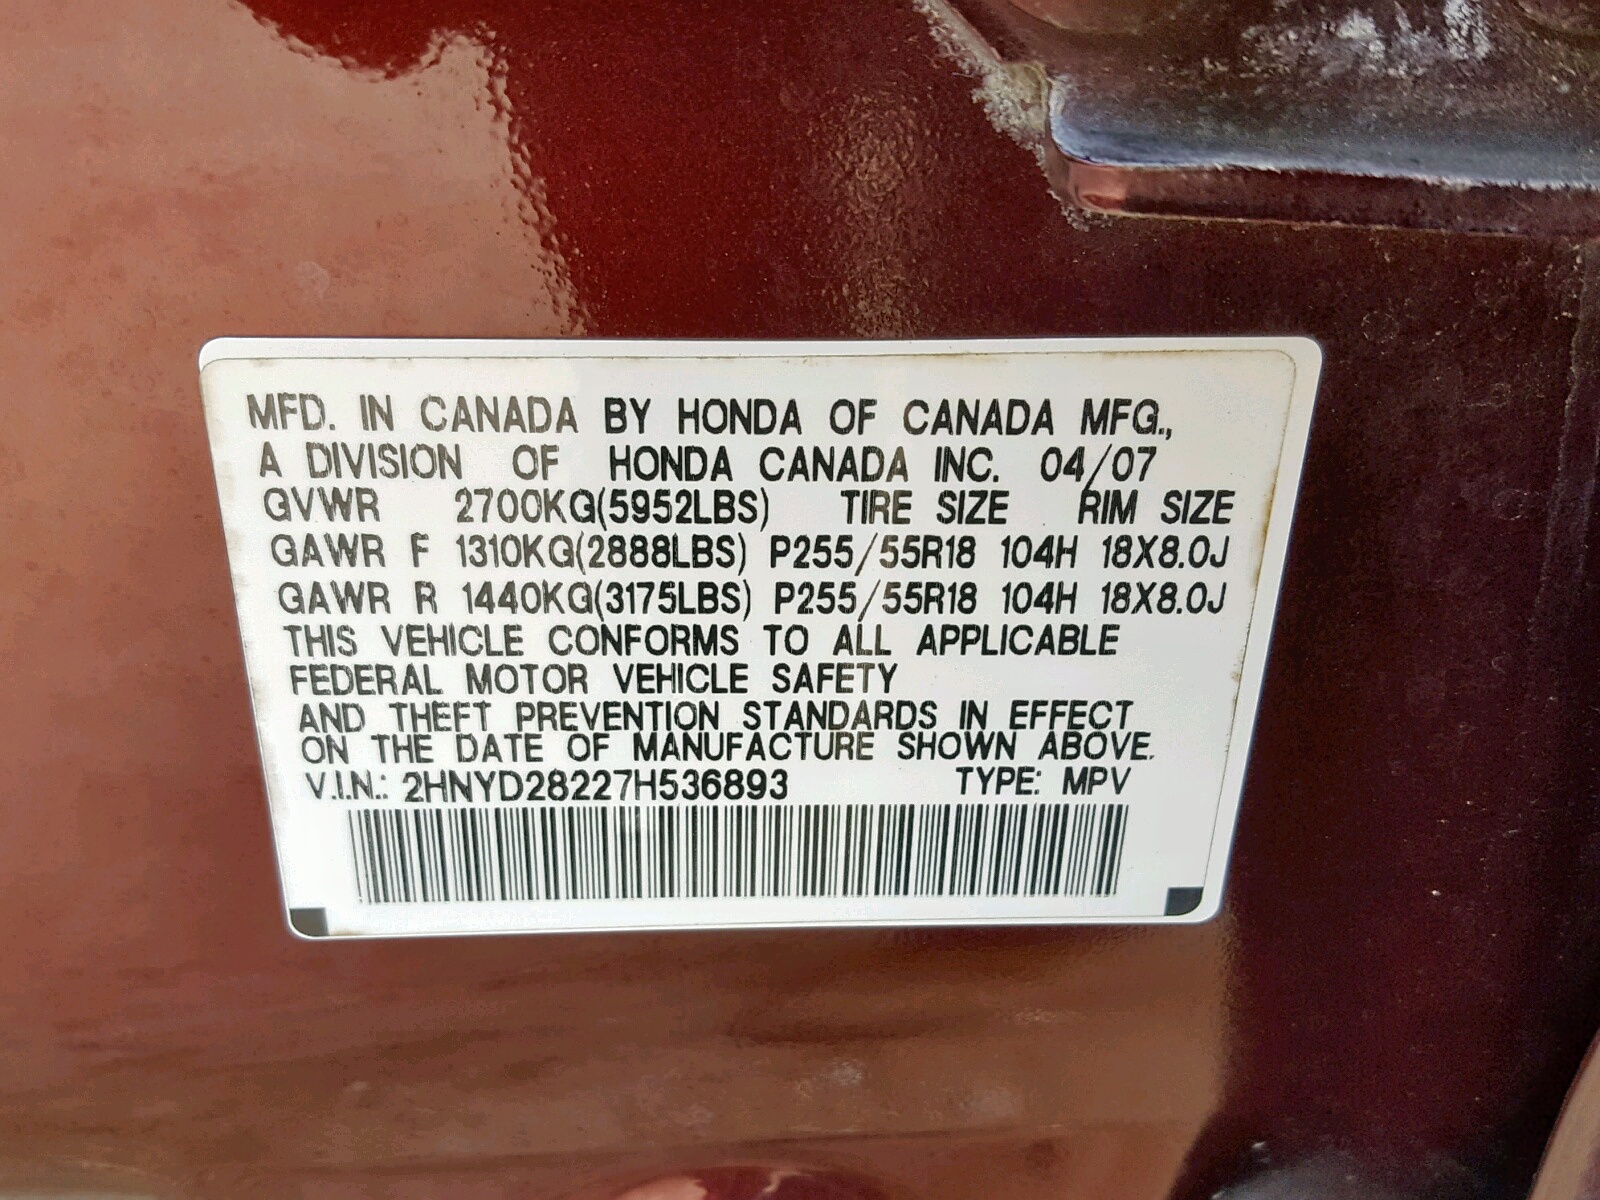 MFD. IN CANADA BY HONDA OF CANADA MFG.,
A DIVISION OF HONDA CANADA INC. 04/07
GVWR 2700KG(5952LBS) TIRE SIZE RIM SIZE
GAWR F 1310KG(2888LBS) P255/55R18 104H 18X8.0J
GAWR R 1440KG(3175LBS) P255/55R18 104H 18X8.0J
THIS VEHICLE CONFORMS TO ALL APPLICABLE
FEDERAL MOTOR VEHICLE SAFETY
AND THEFT PREVENTION STANDARDS IN EFFECT
ON THE DATE OF MANUFACTURE SHOWN ABOVE.
V.I.N.: 2HNYD28227H536893 TYPE: MPV